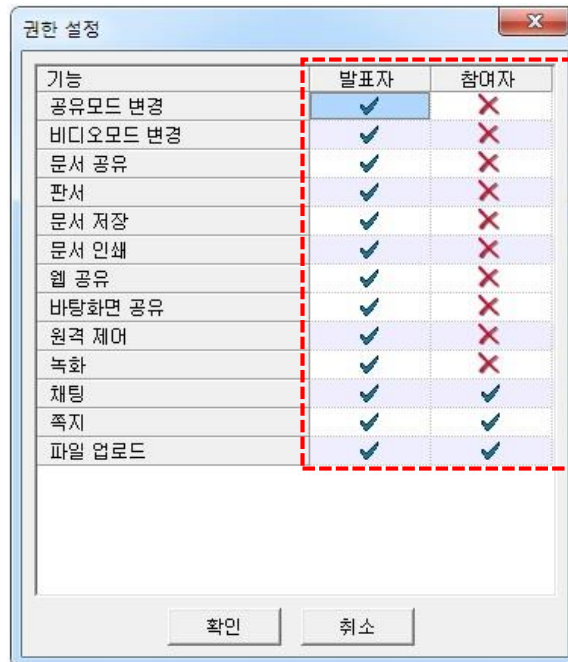 권한 설정
기능 발표자 참여자
공유모드 변경
비디오모드 변경
문서 공유
판서
문서 저장
문서 인쇄
웹 공유
바탕화면 공유
원격 제어
녹화
채팅
쪽지
파일 업로드
확인 취소